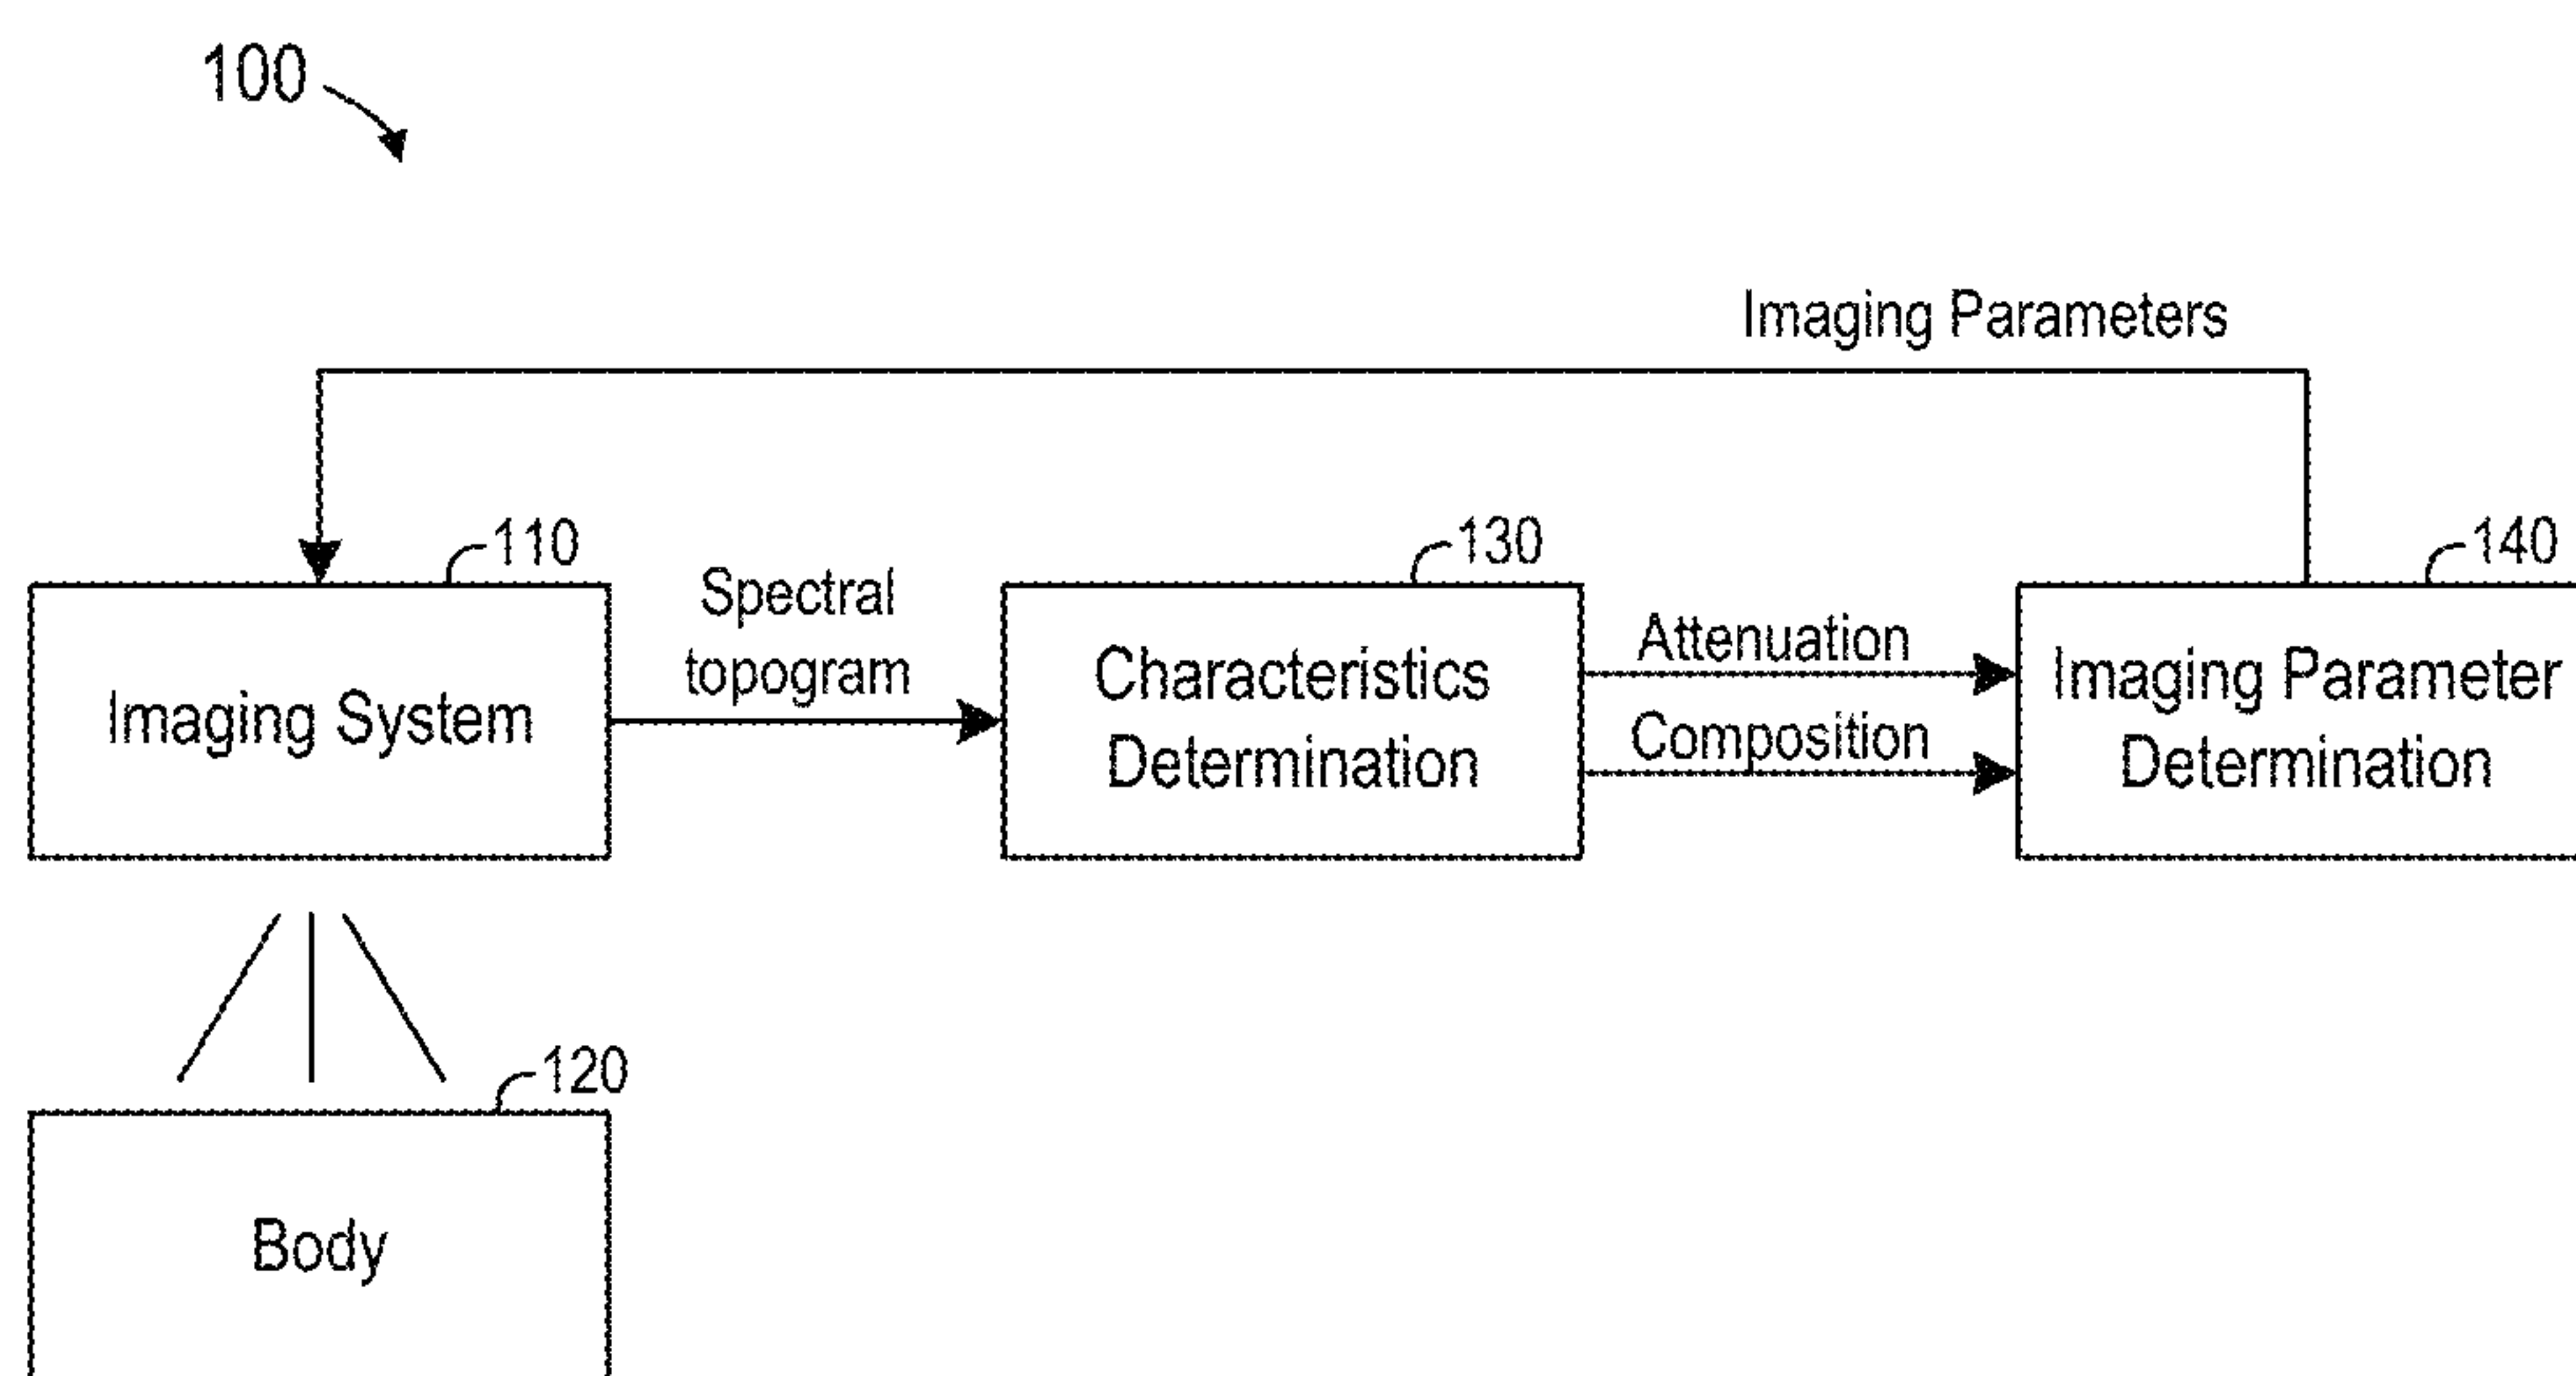 100
Imaging Parameters
110
130
140
Spectral
topogram
Imaging System
Characteristics
Determination
Attenuation
Composition
Imaging Parameter
Determination
120
Body